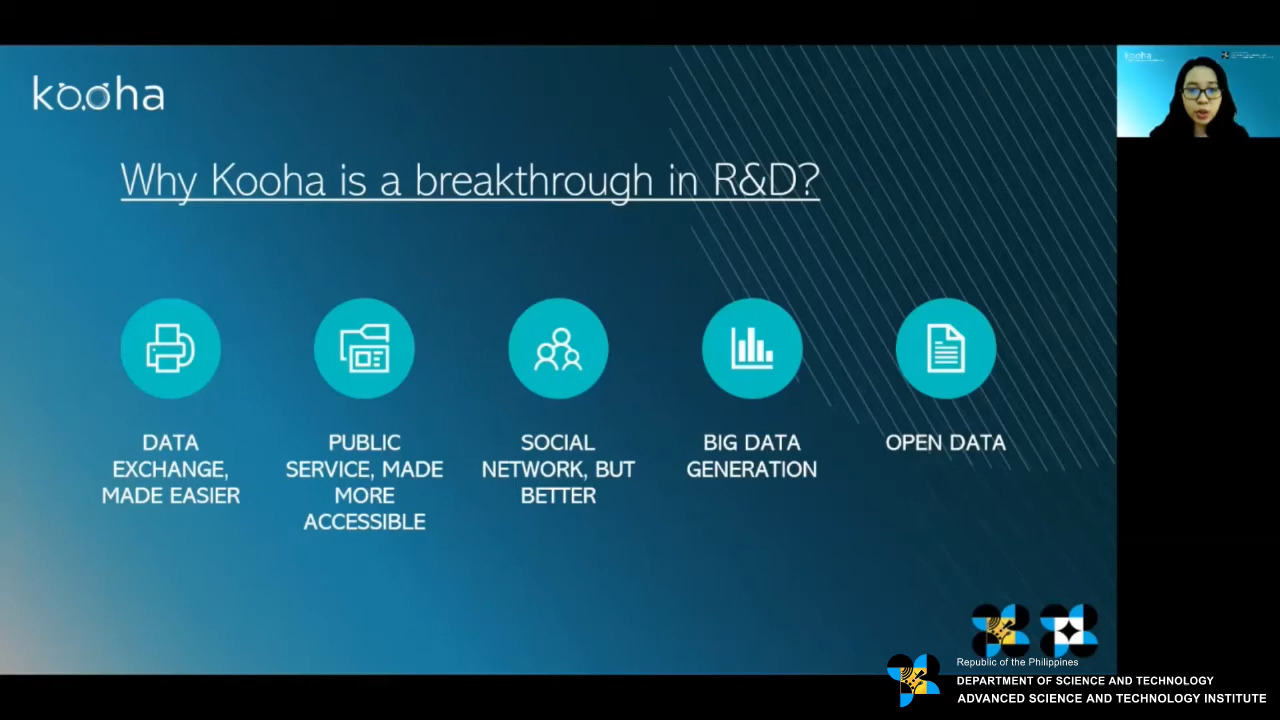 kooha
Why Kooha is a breakthrough in R&D?
DATA
EXCHANGE,
MADE EASIER
PUBLIC
SERVICE, MADE
MORE
ACCESSIBLE
SOCIAL
NETWORK, BUT
BETTER
BIG DATA
GENERATION
OPEN DATA
kooha
Republic of the Philippines
DEPARTMENT OF SCIENCE AND TECHNOLOGY
ADVANCED SCIENCE AND TECHNOLOGY INSTITUTE